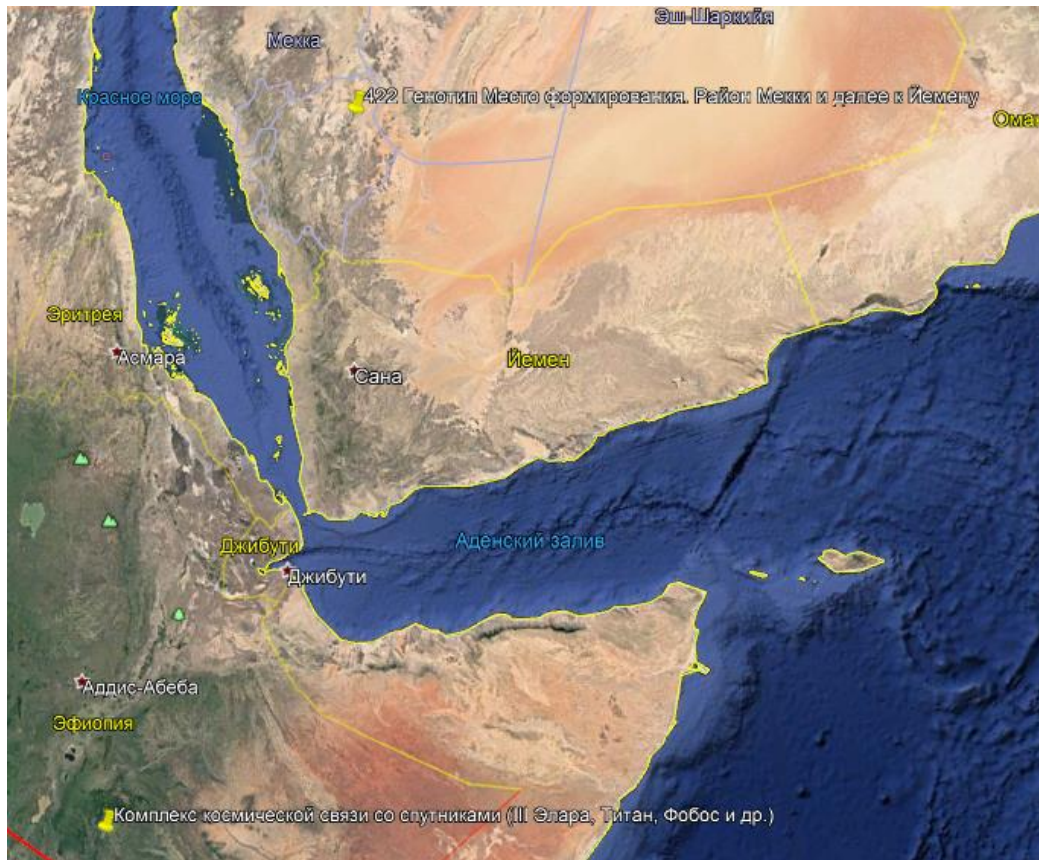 Эш-Шаркийя
Мекка
Красное море
422 Генотип Место формирования. Район Мекки и далее к Йемену
Оман
Эритрея
Асмара
Сана
Йемен
Аденский залив
Джибути
Джибути
Аддис-Абеба
Эфиопия
Комплекс космической связи со спутниками (III Элара, Титан, Фобос и др.)